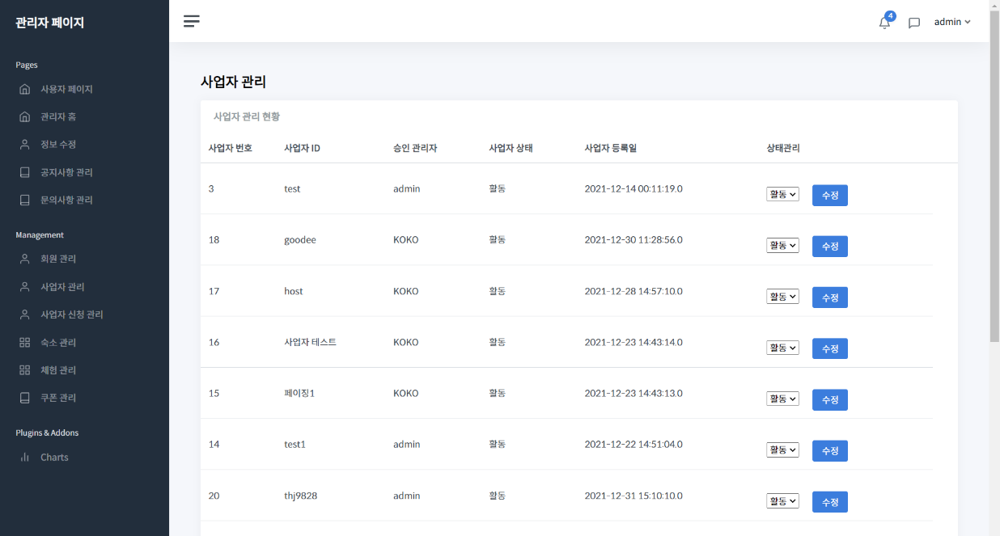 관리자 페이지
4
admin
Pages
사용자 페이지
관리자 홈
정보 수정
공지사항 관리
문의사항 관리
Management
회원 관리
사업자 관리
사업자 신청 관리
숙소 관리
체험 관리
쿠폰 관리
Plugins & Addons
Charts
사업자 관리
사업자 관리 현황
사업자 번호 사업자 ID 승인 관리자 사업자 상태 사업자 등록일 상태관리
3 test admin 활동 2021-12-14 00:11:19.0 활동 수정
18 goodee KOKO 활동 2021-12-30 11:28:56.0 활동 수정
17 host KOKO 활동 2021-12-28 14:57:10.0 활동 수정
16 사업자 테스트 KOKO 활동 2021-12-23 14:43:14.0 활동 수정
15 페이징1 KOKO 활동 2021-12-23 14:43:13.0 활동 수정
14 test1 admin 활동 2021-12-22 14:51:04.0 활동 수정
20 thj9828 admin 활동 2021-12-31 15:10:10.0 활동 수정